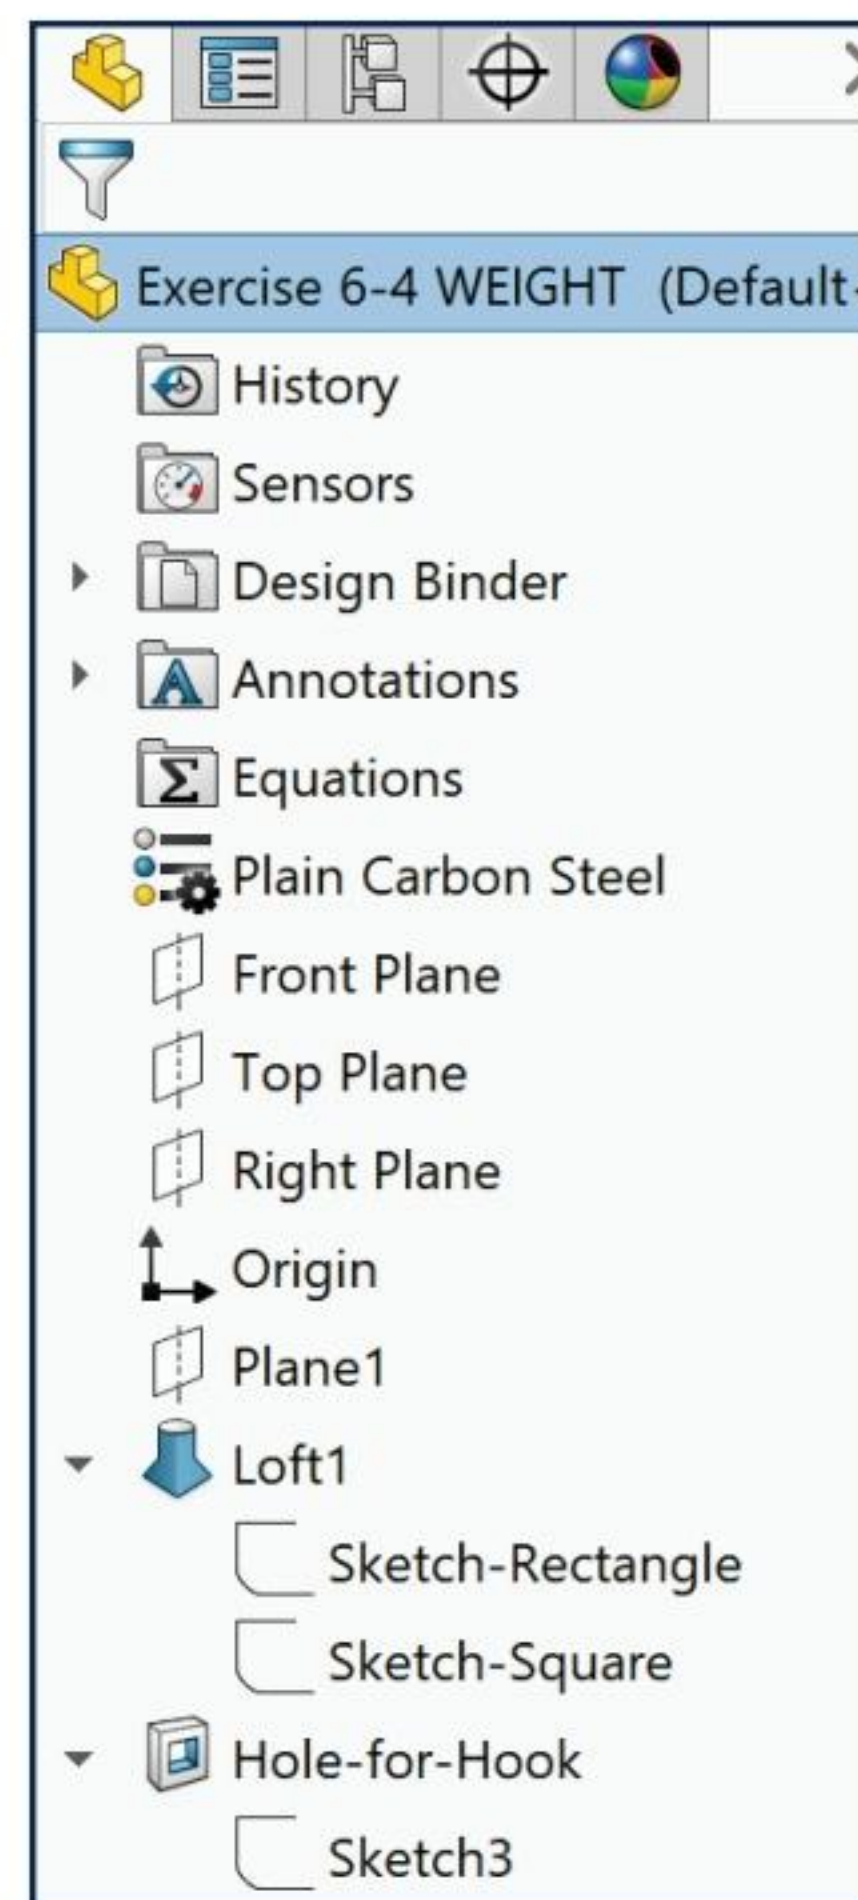 Exercise 6-4 WEIGHT (Default-
History
Sensors
Design Binder
Annotations
Equations
Plain Carbon Steel
Front Plane
Top Plane
Right Plane
Origin
Plane1
Loft1
Sketch-Rectangle
Sketch-Square
Hole-for-Hook
Sketch3